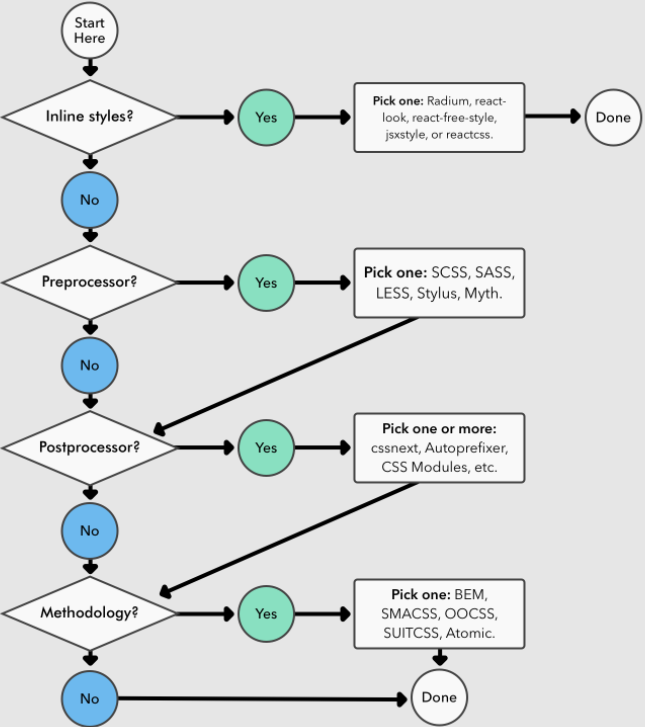 Start
Here
Inline styles?
Yes
Pick one: Radium, react-
look, react-free-style,
jsxstyle, or reactcss.
Done
No
Preprocessor?
Yes
Pick one: SCSS, SASS,
LESS, Stylus, Myth.
No
Postprocessor?
Yes
Pick one or more:
cssnext, Autoprefixer,
CSS Modules, etc.
No
Methodology?
Yes
Pick one: BEM,
SMACSS, OOCSS,
SUITCSS, Atomic.
No
Done